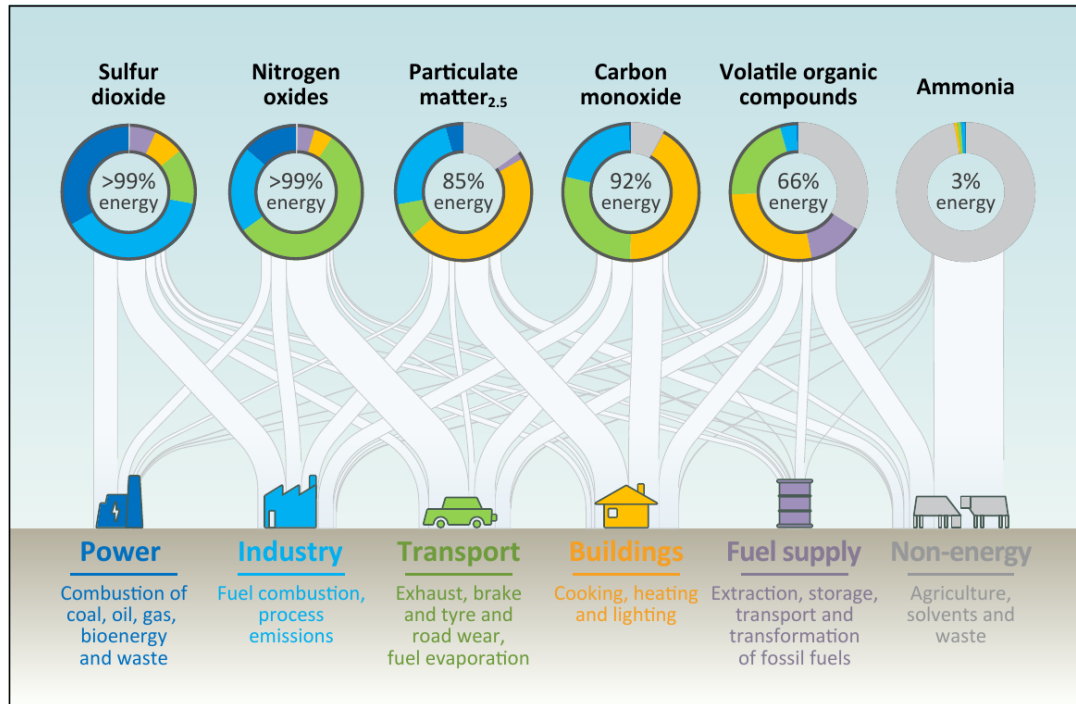 Sulfur
dioxide
Nitrogen
oxides
Particulate
matter₂.₅
Carbon
monoxide
Volatile organic
compounds
Ammonia
>99%
energy
>99%
energy
85%
energy
92%
energy
66%
energy
3%
energy
Power
Combustion of
coal, oil, gas,
bioenergy
and waste
Industry
Fuel combustion,
process
emissions
Transport
Exhaust, brake
and tyre and
road wear,
fuel evaporation
Buildings
Cooking, heating
and lighting
Fuel supply
Extraction, storage,
transport and
transformation
of fossil fuels
Non-energy
Agriculture,
solvents and
waste